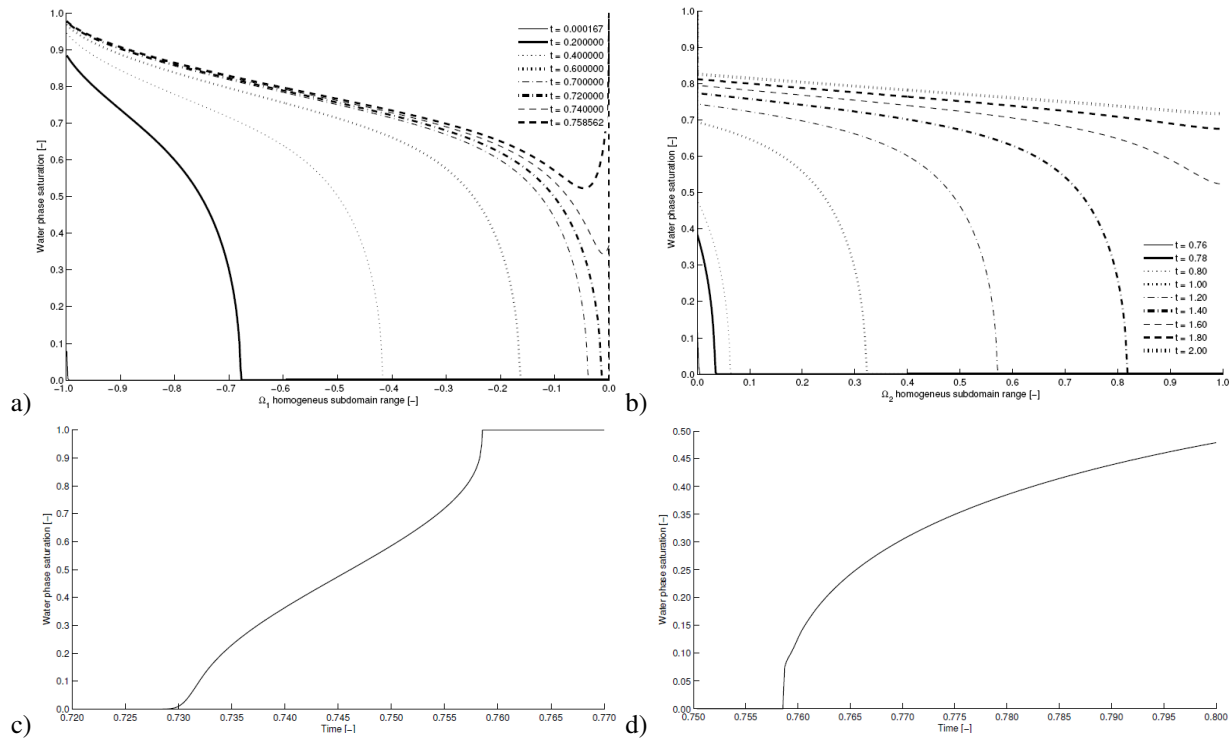 1.0
0.9
0.8
0.7
0.6
0.5
0.4
0.3
0.2
0.1
0.0
Water phase saturation [−]
t = 0.000167
t = 0.200000
t = 0.400000
t = 0.600000
t = 0.700000
t = 0.720000
t = 0.740000
t = 0.758562
−1.0 −0.9 −0.8 −0.7 −0.6 −0.5 −0.4 −0.3 −0.2 −0.1 0.0
Ω1 homogeneus subdomain range [−]
a)
1.0
0.9
0.8
0.7
0.6
0.5
0.4
0.3
0.2
0.1
0.0
Water phase saturation [−]
t = 0.76
t = 0.78
t = 0.80
t = 1.00
t = 1.20
t = 1.40
t = 1.60
t = 1.80
t = 2.00
0.0 0.1 0.2 0.3 0.4 0.5 0.6 0.7 0.8 0.9 1.0
Ω2 homogeneus subdomain range [−]
b)
1.0
0.9
0.8
0.7
0.6
0.5
0.4
0.3
0.2
0.1
0.0
Water phase saturation [−]
0.720 0.725 0.730 0.735 0.740 0.745 0.750 0.755 0.760 0.765 0.770
Time [−]
c)
0.50
0.45
0.40
0.35
0.30
0.25
0.20
0.15
0.10
0.05
0.00
Water phase saturation [−]
0.750 0.755 0.760 0.765 0.770 0.775 0.780 0.785 0.790 0.795 0.800
Time [−]
d)